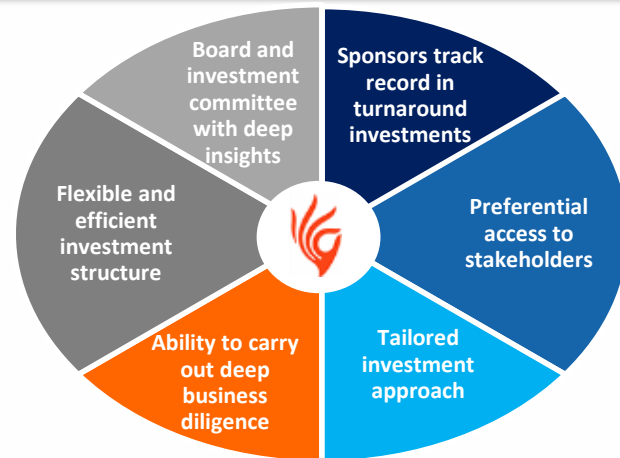 Board and
investment
committee
with deep
insights
Sponsors track
record in
turnaround
investments
Preferential
access to
stakeholders
Tailored
investment
approach
Ability to carry
out deep
business
diligence
Flexible and
efficient
investment
structure